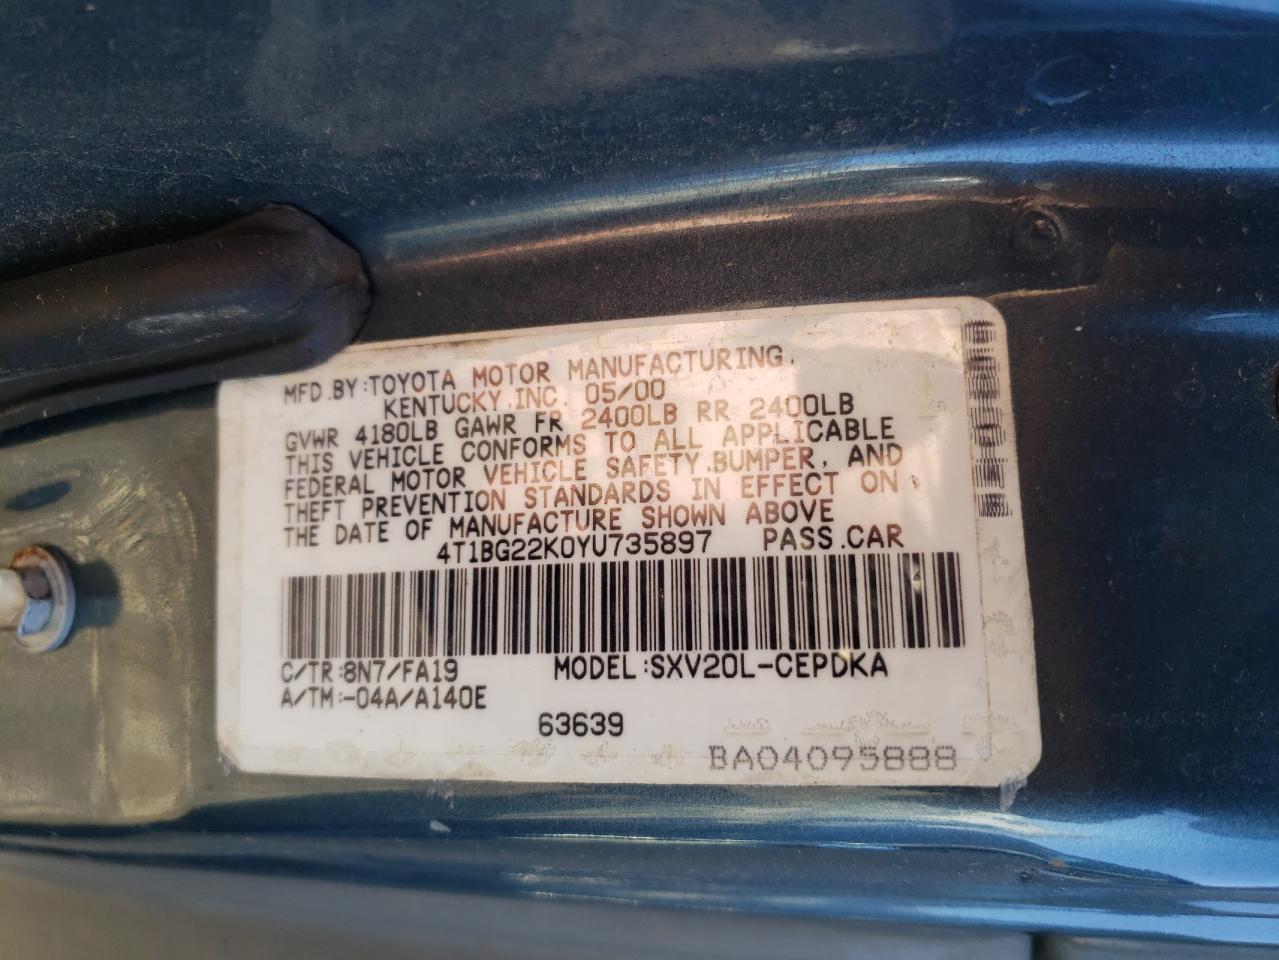 MFD.BY:TOYOTA MOTOR MANUFACTURING,
KENTUCKY,INC. 05/00
GVWR 4180LB GAWR FR 2400LB RR 2400LB
THIS VEHICLE CONFORMS TO ALL APPLICABLE
FEDERAL MOTOR VEHICLE SAFETY,BUMPER, AND
THEFT PREVENTION STANDARDS IN EFFECT ON
THE DATE OF MANUFACTURE SHOWN ABOVE
4T1BG22K0YU735897 PASS.CAR
C/TR:8N7/FA19 MODEL:SXV20L-CEPDKA
A/TM:-04A/A140E
63639
BA04095888